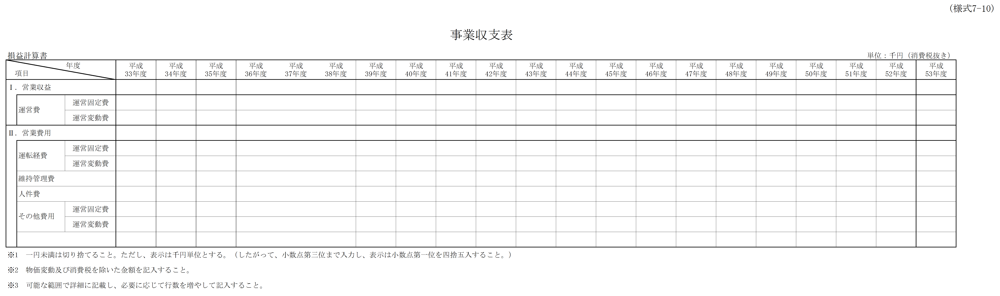 (様式7-10)
事業収支表
損益計算書
単位：千円（消費税抜き）
年度
項目
平成 平成 平成 平成 平成 平成 平成 平成 平成 平成 平成 平成 平成 平成 平成 平成 平成 平成 平成 平成 平成
33年度 34年度 35年度 36年度 37年度 38年度 39年度 40年度 41年度 42年度 43年度 44年度 45年度 46年度 47年度 48年度 49年度 50年度 51年度 52年度 53年度
Ⅰ．営業収益
運営費
運営固定費
運営変動費
Ⅱ．営業費用
運転経費
運営固定費
運営変動費
維持管理費
人件費
その他費用
運営固定費
運営変動費
※1　一円未満は切り捨てること。ただし、表示は千円単位とする。（したがって、小数点第三位まで入力し、表示は小数点第一位を四捨五入すること。）
※2　物価変動及び消費税を除いた金額を記入すること。
※3　可能な範囲で詳細に記載し、必要に応じて行数を増やして記入すること。